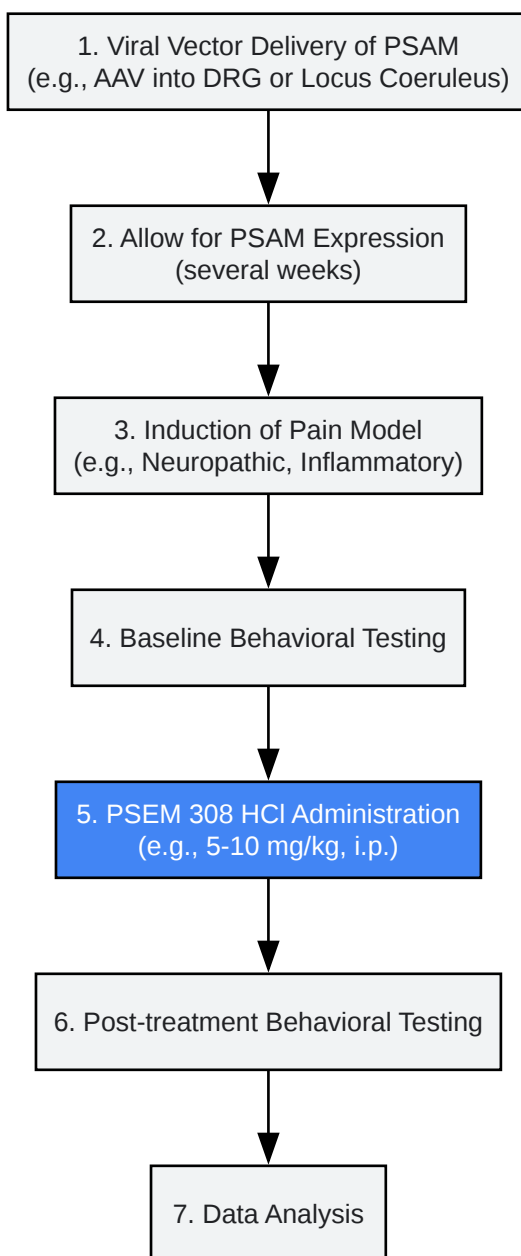 1. Viral Vector Delivery of PSAM
(e.g., AAV into DRG or Locus Coeruleus)
2. Allow for PSAM Expression
(several weeks)
3. Induction of Pain Model
(e.g., Neuropathic, Inflammatory)
4. Baseline Behavioral Testing
5. PSEM 308 HCl Administration
(e.g., 5-10 mg/kg, i.p.)
6. Post-treatment Behavioral Testing
7. Data Analysis